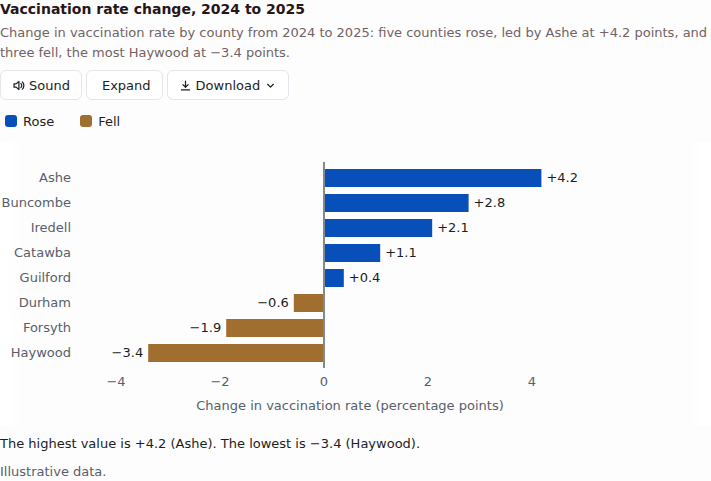 Vaccination rate change, 2024 to 2025
Change in vaccination rate by county from 2024 to 2025: five counties rose, led by Ashe at +4.2 points, and
three fell, the most Haywood at −3.4 points.
Sound Expand Download
Rose Fell
Ashe +4.2
Buncombe +2.8
Iredell +2.1
Catawba +1.1
Guilford +0.4
Durham −0.6
Forsyth −1.9
Haywood −3.4
−4 −2 0 2 4
Change in vaccination rate (percentage points)
The highest value is +4.2 (Ashe). The lowest is −3.4 (Haywood).
Illustrative data.